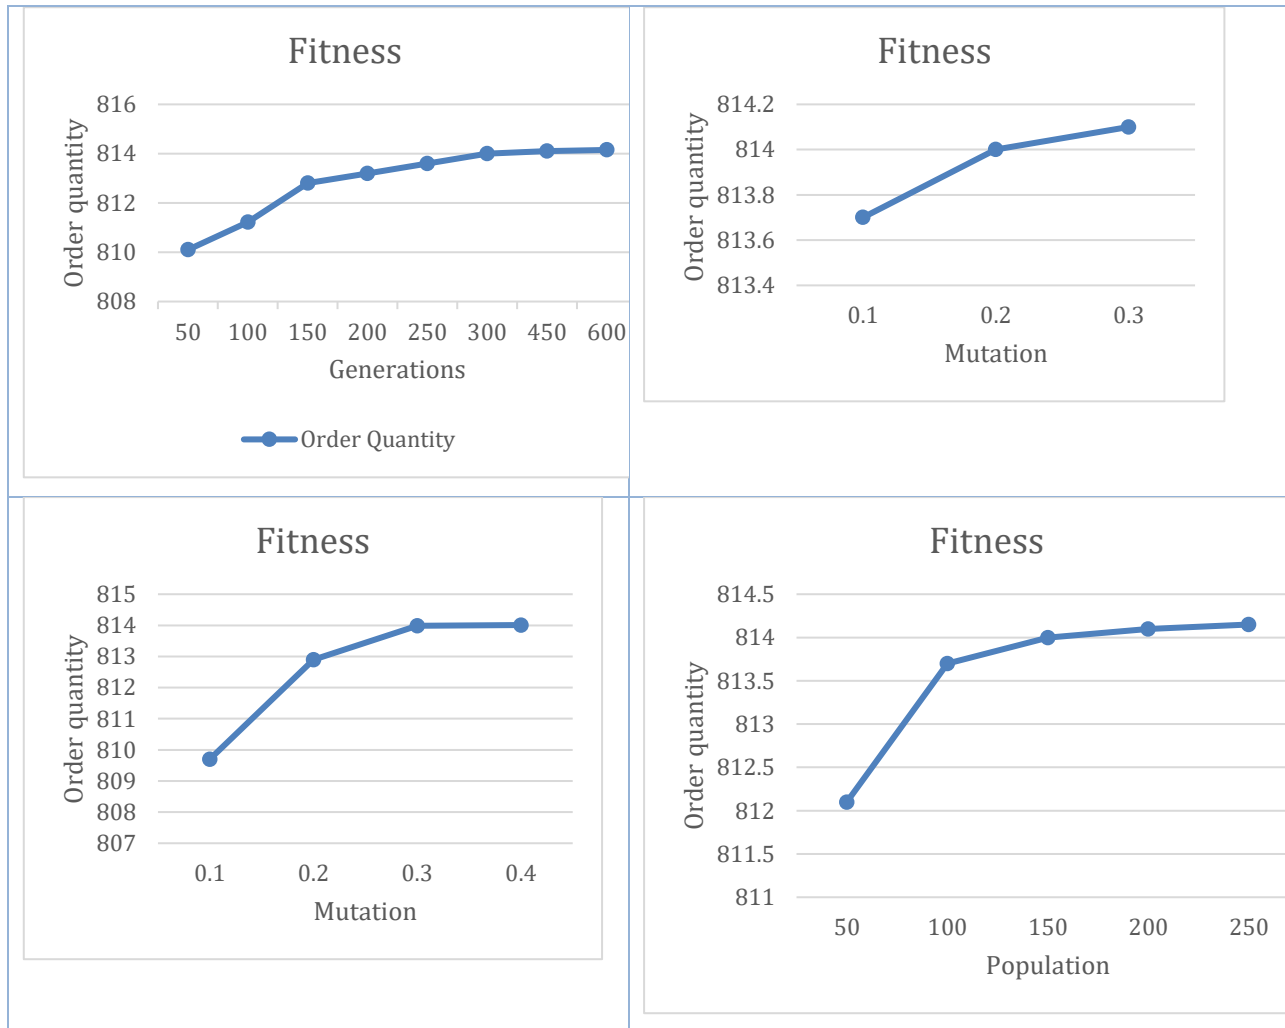 Fitness
Order quantity
816
814
812
810
808
50 100 150 200 250 300 450 600
Generations
Order Quantity
Fitness
Order quantity
814.2
814
813.8
813.6
813.4
0.1 0.2 0.3
Mutation
Fitness
Order quantity
815
814
813
812
811
810
809
808
807
0.1 0.2 0.3 0.4
Mutation
Fitness
Order quantity
814.5
814
813.5
813
812.5
812
811.5
811
50 100 150 200 250
Population